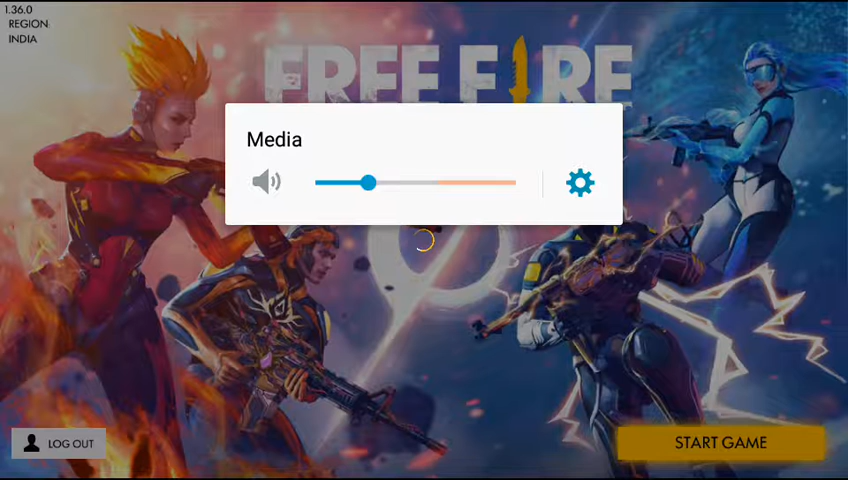 1.36.0
REGION
INDIA
FREE FIRE
Media
LOG OUT
START GAME